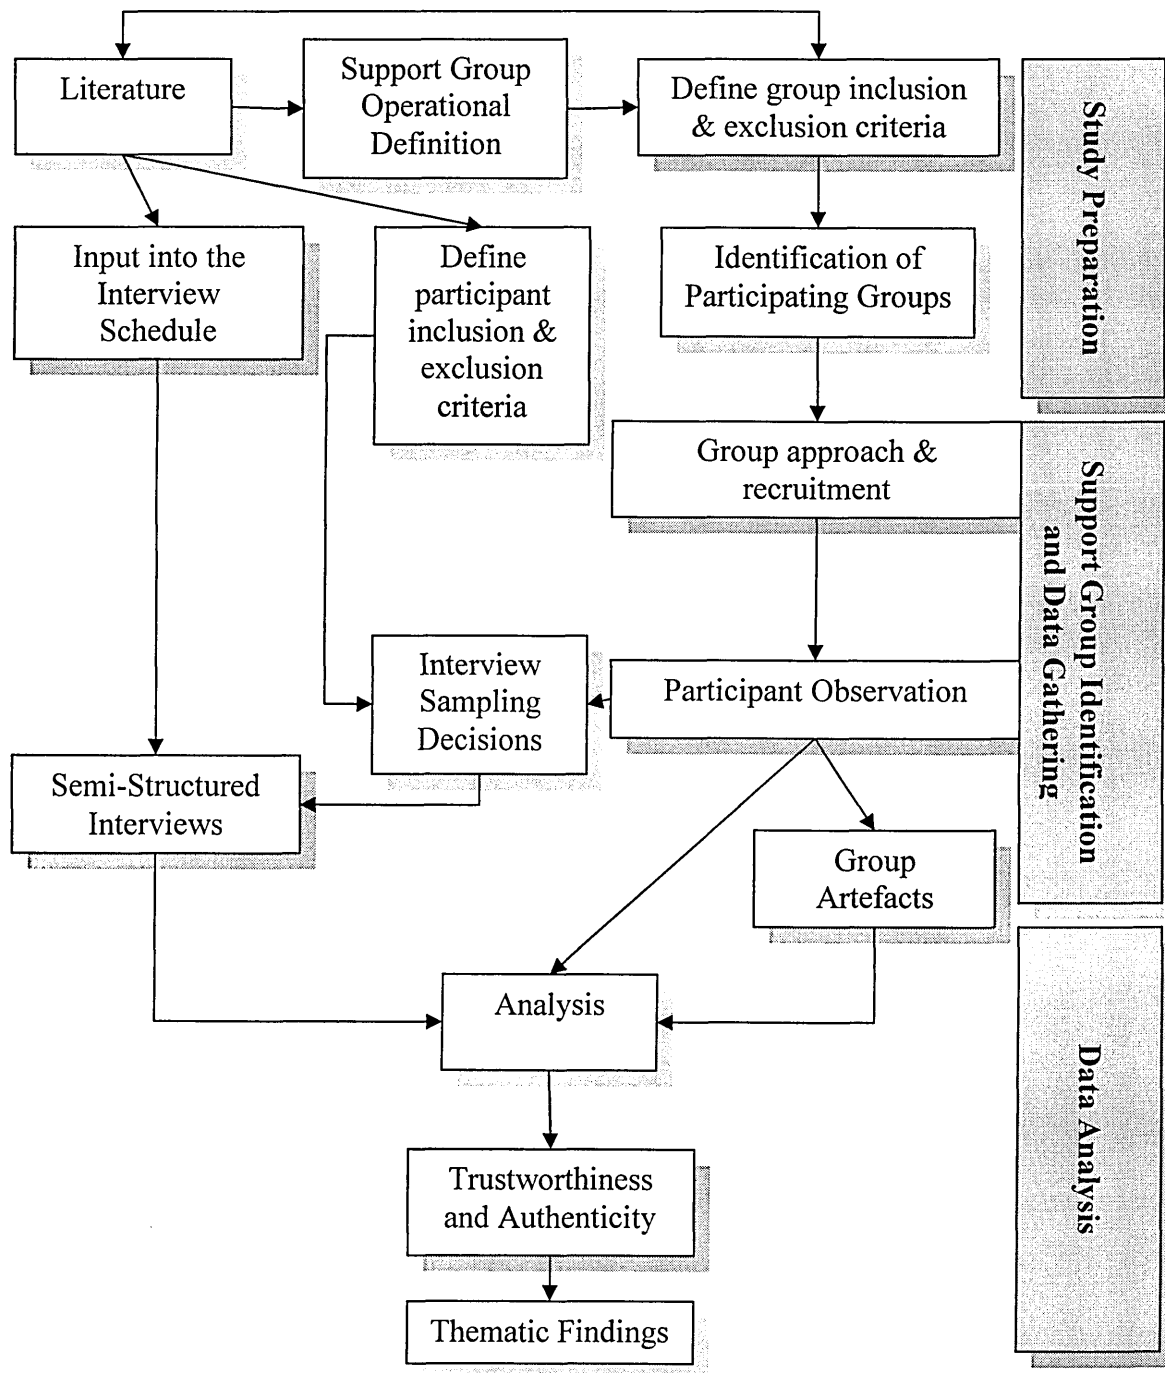 Literature
Support Group
Operational
Definition
Define group inclusion
& exclusion criteria
Input into the
Interview
Schedule
Define
participant
inclusion &
exclusion
criteria
Identification of
Participating Groups
Study Preparation
Group approach &
recruitment
Interview
Sampling
Decisions
Participant Observation
Support Group Identification
and Data Gathering
Semi-Structured
Interviews
Group
Artefacts
Analysis
Data Analysis
Trustworthiness
and Authenticity
Thematic Findings